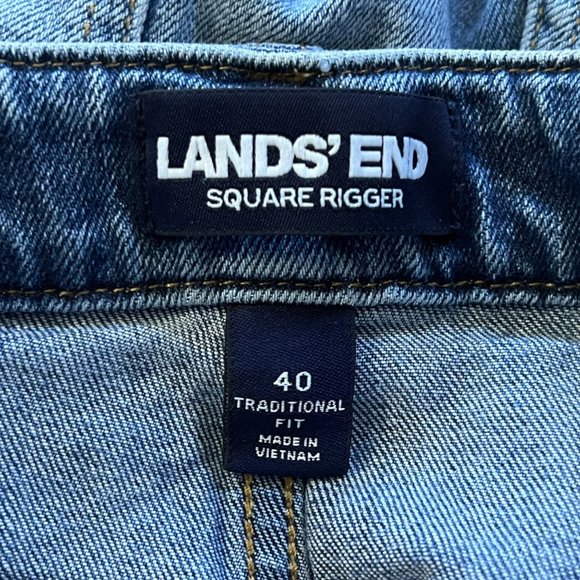 LANDS' END
SQUARE RIGGER
40
TRADITIONAL
FIT
MADE IN
VIETNAM